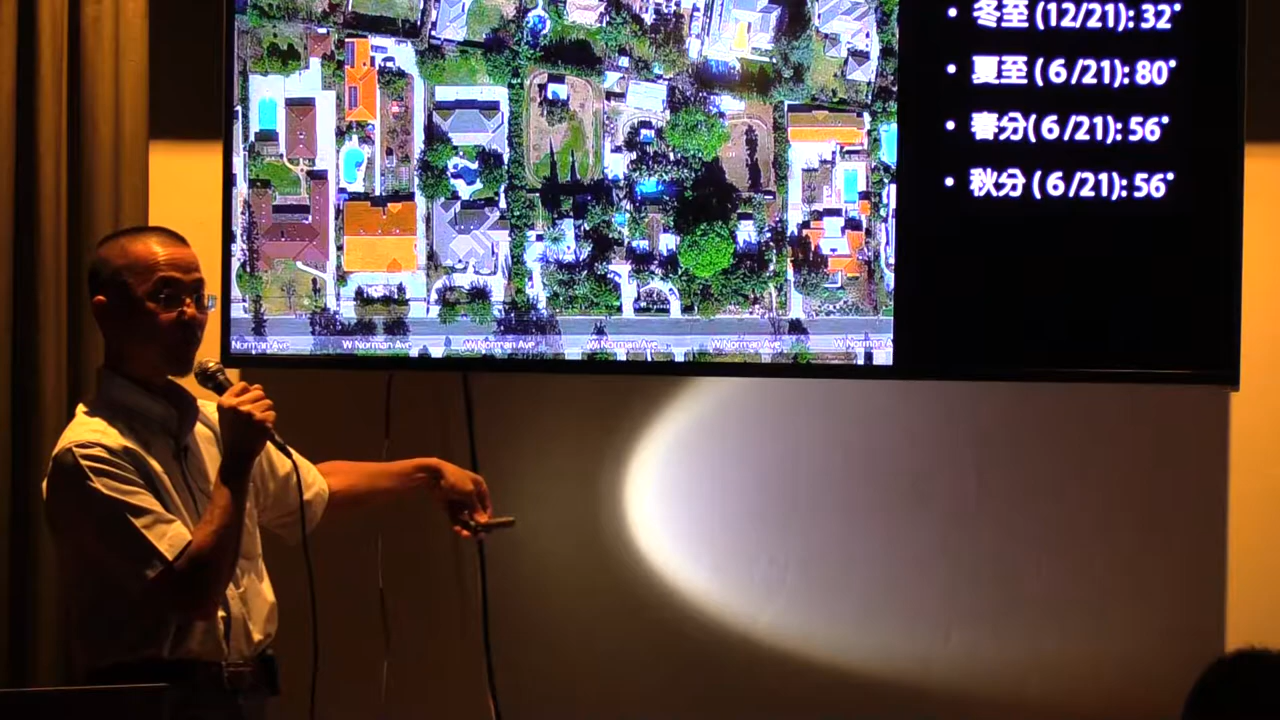 • 冬至 (12/21): 32°
• 夏至 ( 6 /21): 80°
• 春分( 6 /21): 56°
• 秋分 ( 6 /21): 56°
Norman Ave W Norman Ave W Norman Ave W Norman Ave W Norman Ave W Norman A